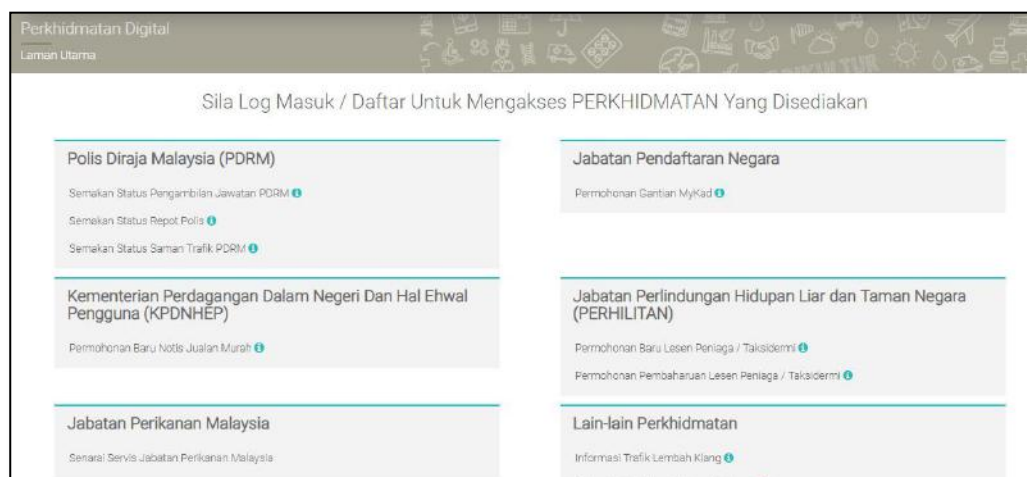 Perkhidmatan Digital
Laman Utama
Sila Log Masuk / Daftar Untuk Mengakses PERKHIDMATAN Yang Disediakan
Polis Diraja Malaysia (PDRM)
Semakan Status Pengambilan Jawatan PDRM
Semakan Status Repot Polis
Semakan Status Saman Trafik PDRM
Jabatan Pendaftaran Negara
Permohonan Gantian MyKad
Kementerian Perdagangan Dalam Negeri Dan Hal Ehwal
Pengguna (KPDNHEP)
Permohonan Baru Notis Jualan Murah
Jabatan Perlindungan Hidupan Liar dan Taman Negara
(PERHILITAN)
Permohonan Baru Lesen Peniaga / Taksidermi
Permohonan Pembaharuan Lesen Peniaga / Taksidermi
Jabatan Perikanan Malaysia
Senarai Servis Jabatan Perikanan Malaysia
Lain-lain Perkhidmatan
Informasi Trafik Lembah Klang